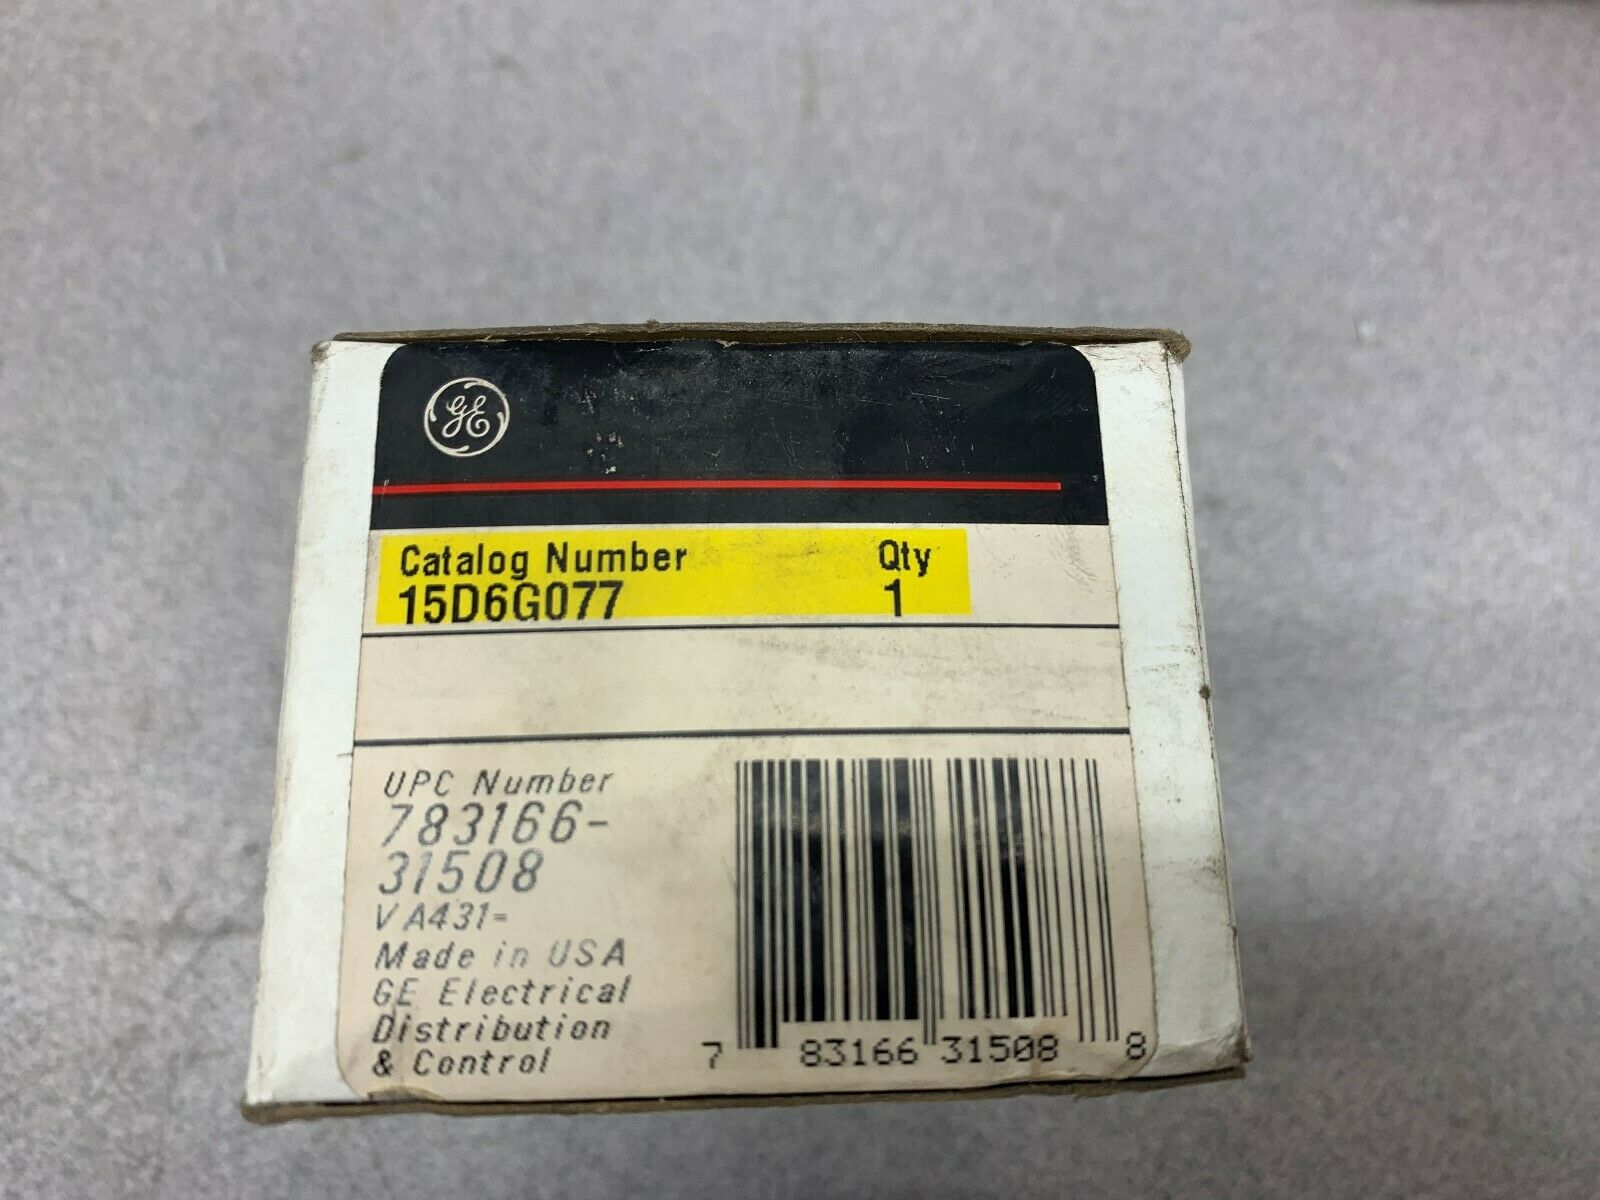 GE
Catalog Number Qty
15D6G077 1
UPC Number
783166-
31508
VA431-
Made in USA
GE Electrical
Distribution
& Control
7 83166 31508 8